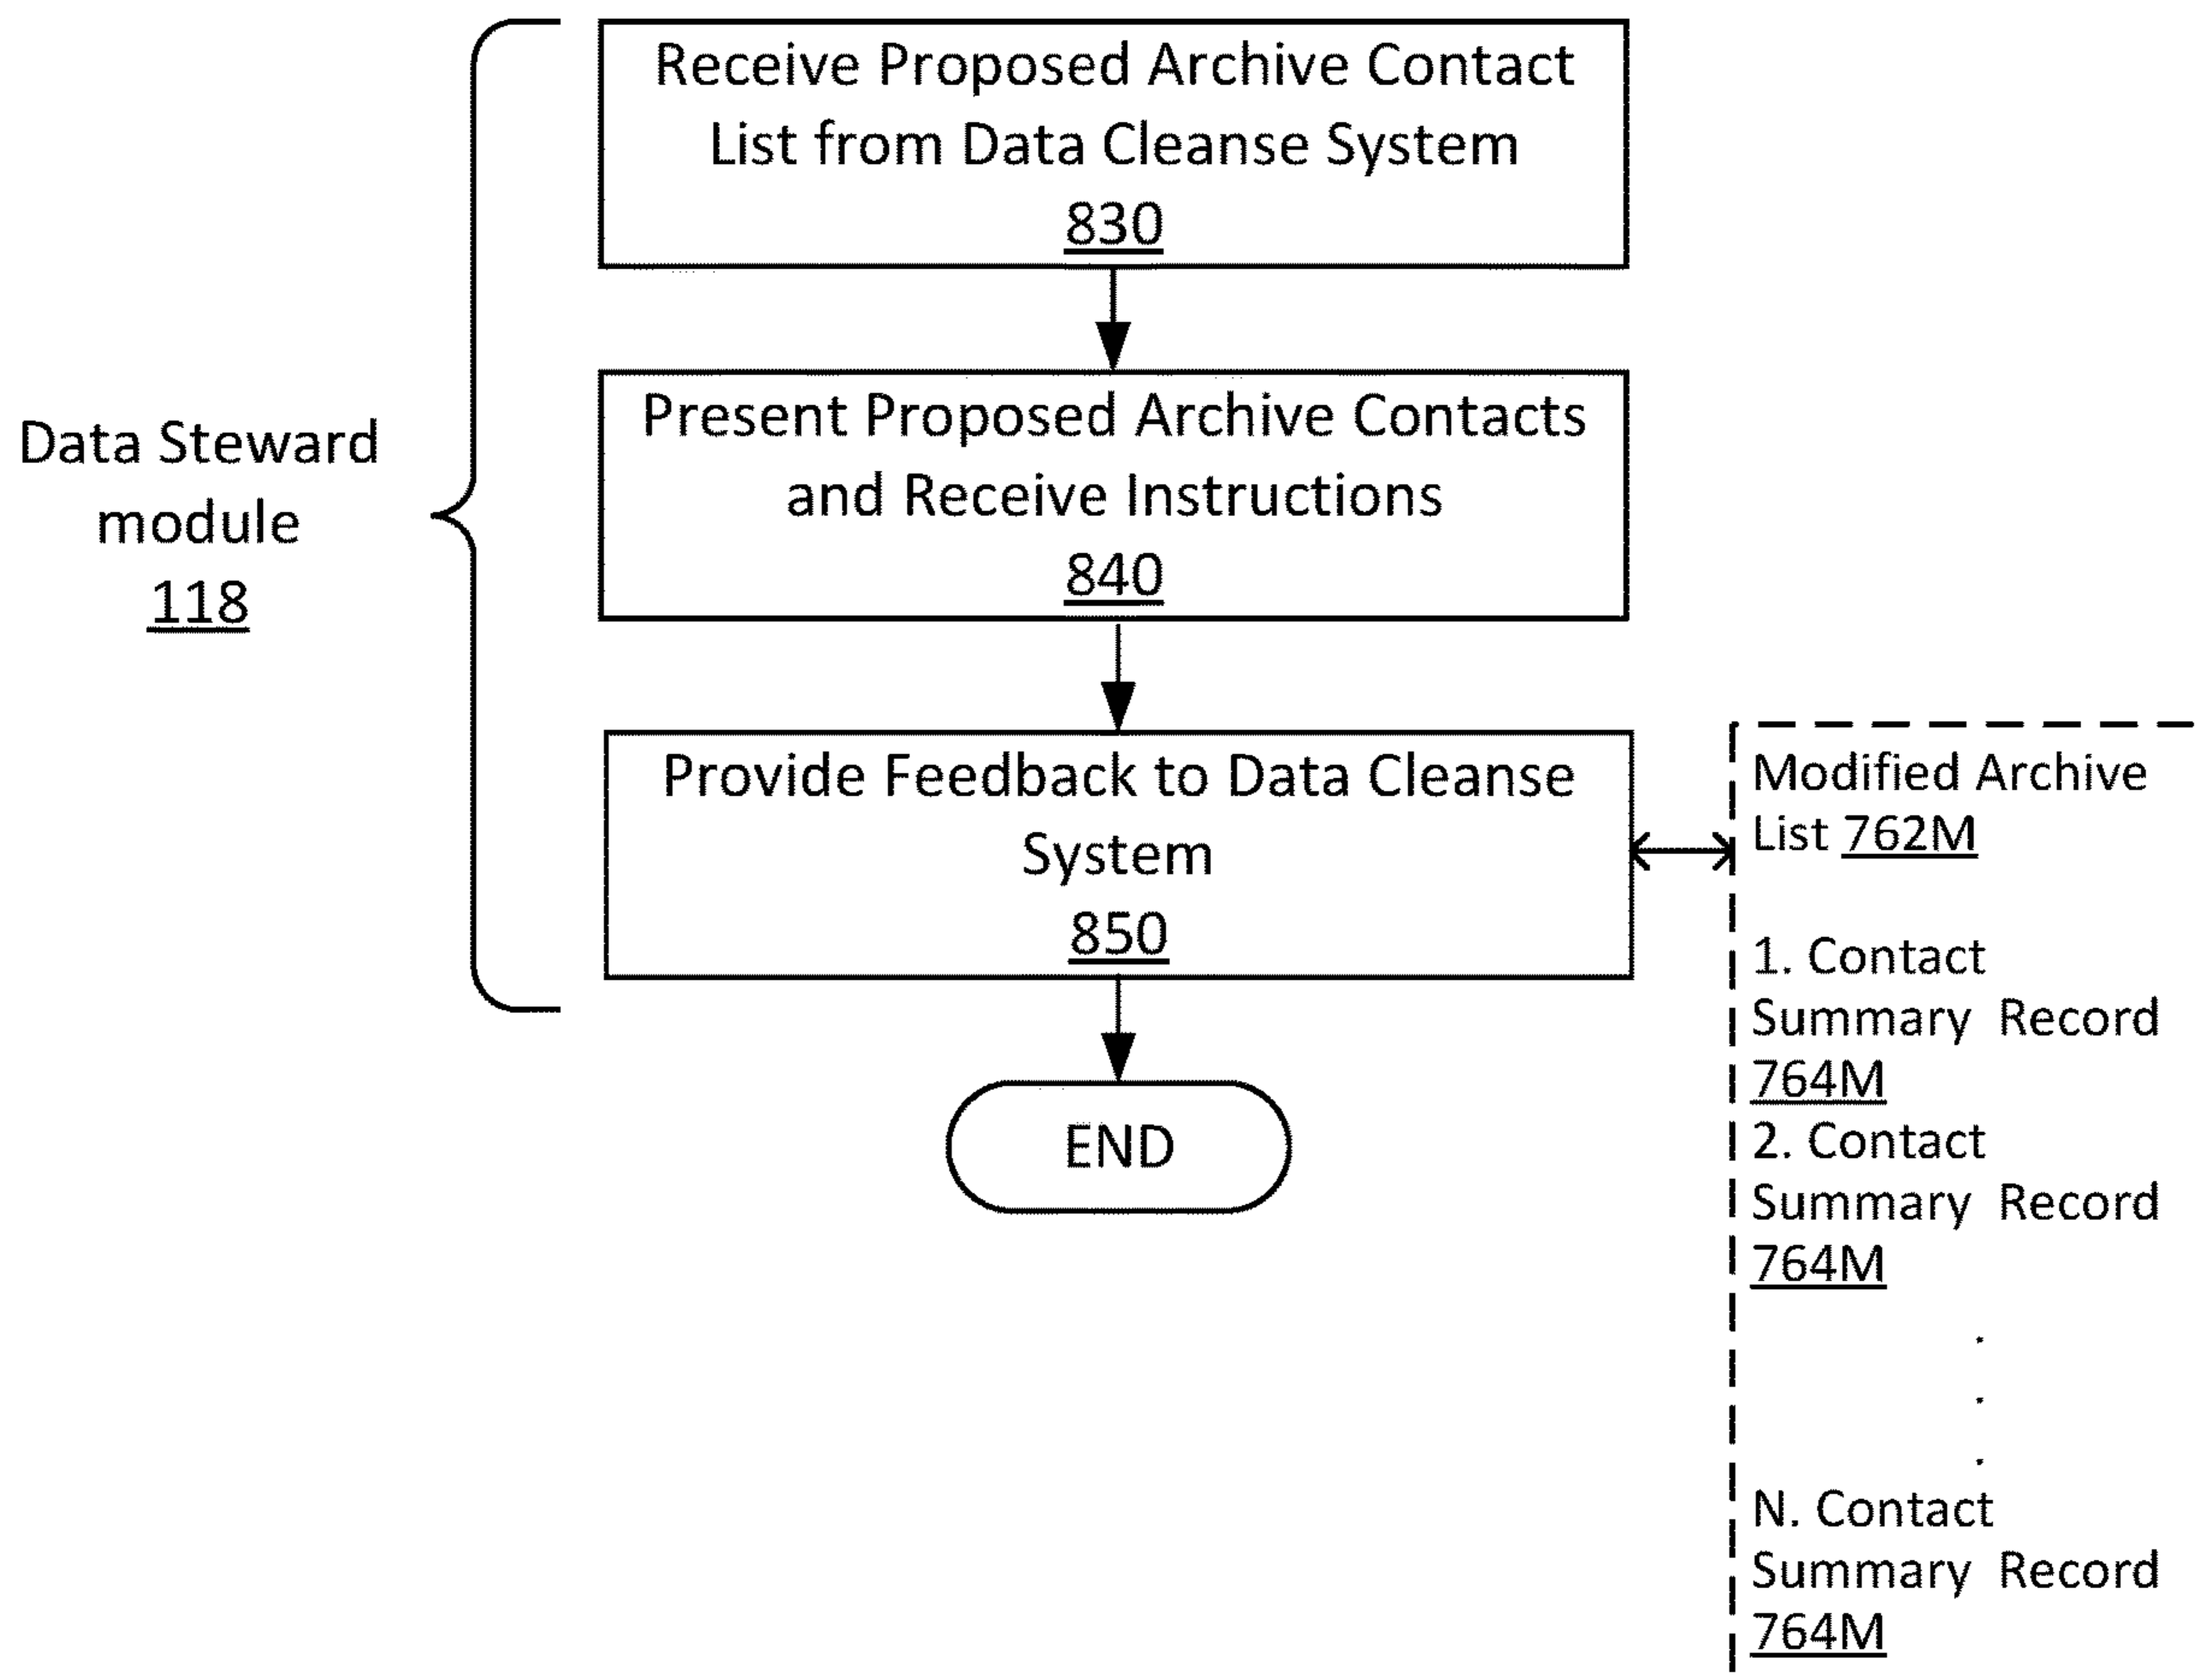 Receive Proposed Archive Contact
List from Data Cleanse System
830
Data Steward
module
118
Present Proposed Archive Contacts
and Receive Instructions
840
Provide Feedback to Data Cleanse
System
850
END
Modified Archive
List 762M
1. Contact
Summary Record
764M
2. Contact
Summary Record
764M
.
.
.
N. Contact
Summary Record
764M